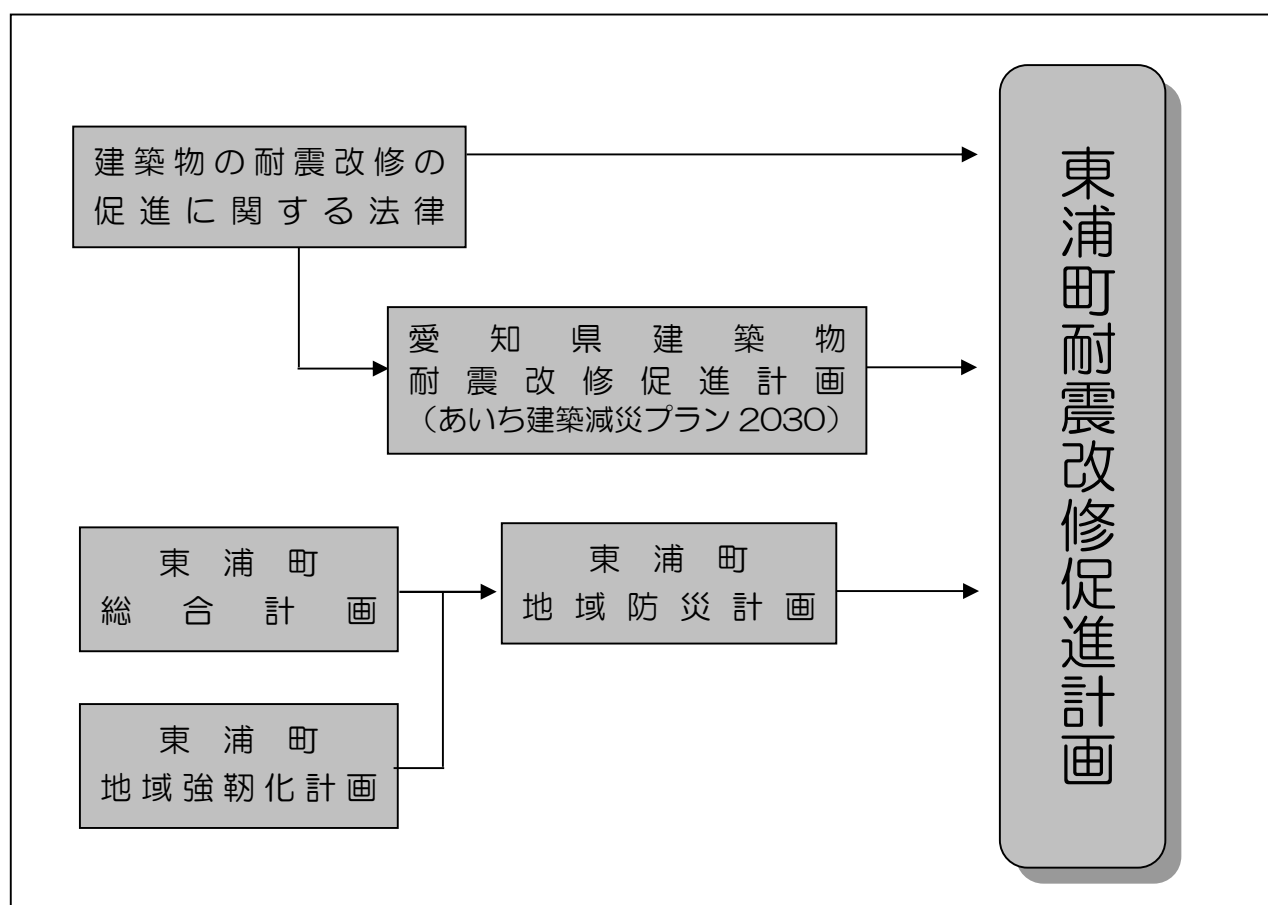 建築物の耐震改修の
促進に関する法律
愛知県建築物
耐震改修促進計画
（あいち建築減災プラン2030）
東浦町
総合計画
東浦町
地域防災計画
東浦町
地域強靭化計画
東浦町耐震改修促進計画